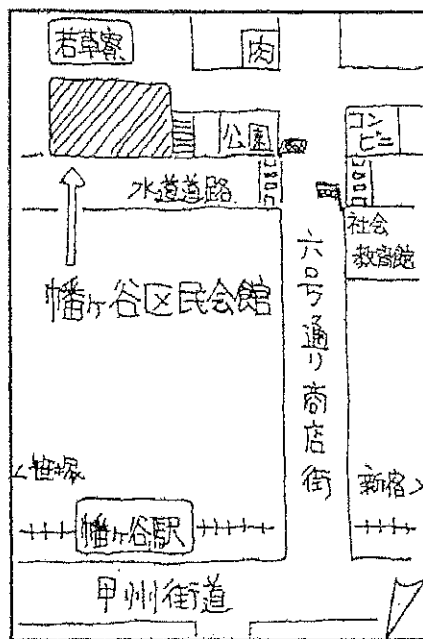 若草寮
肉
公園
コン
ビニ
水道道路
社会
教育館
幡ヶ谷区民会館
六号通り商店街
<笹塚
新宿>
幡ヶ谷駅
甲州街道